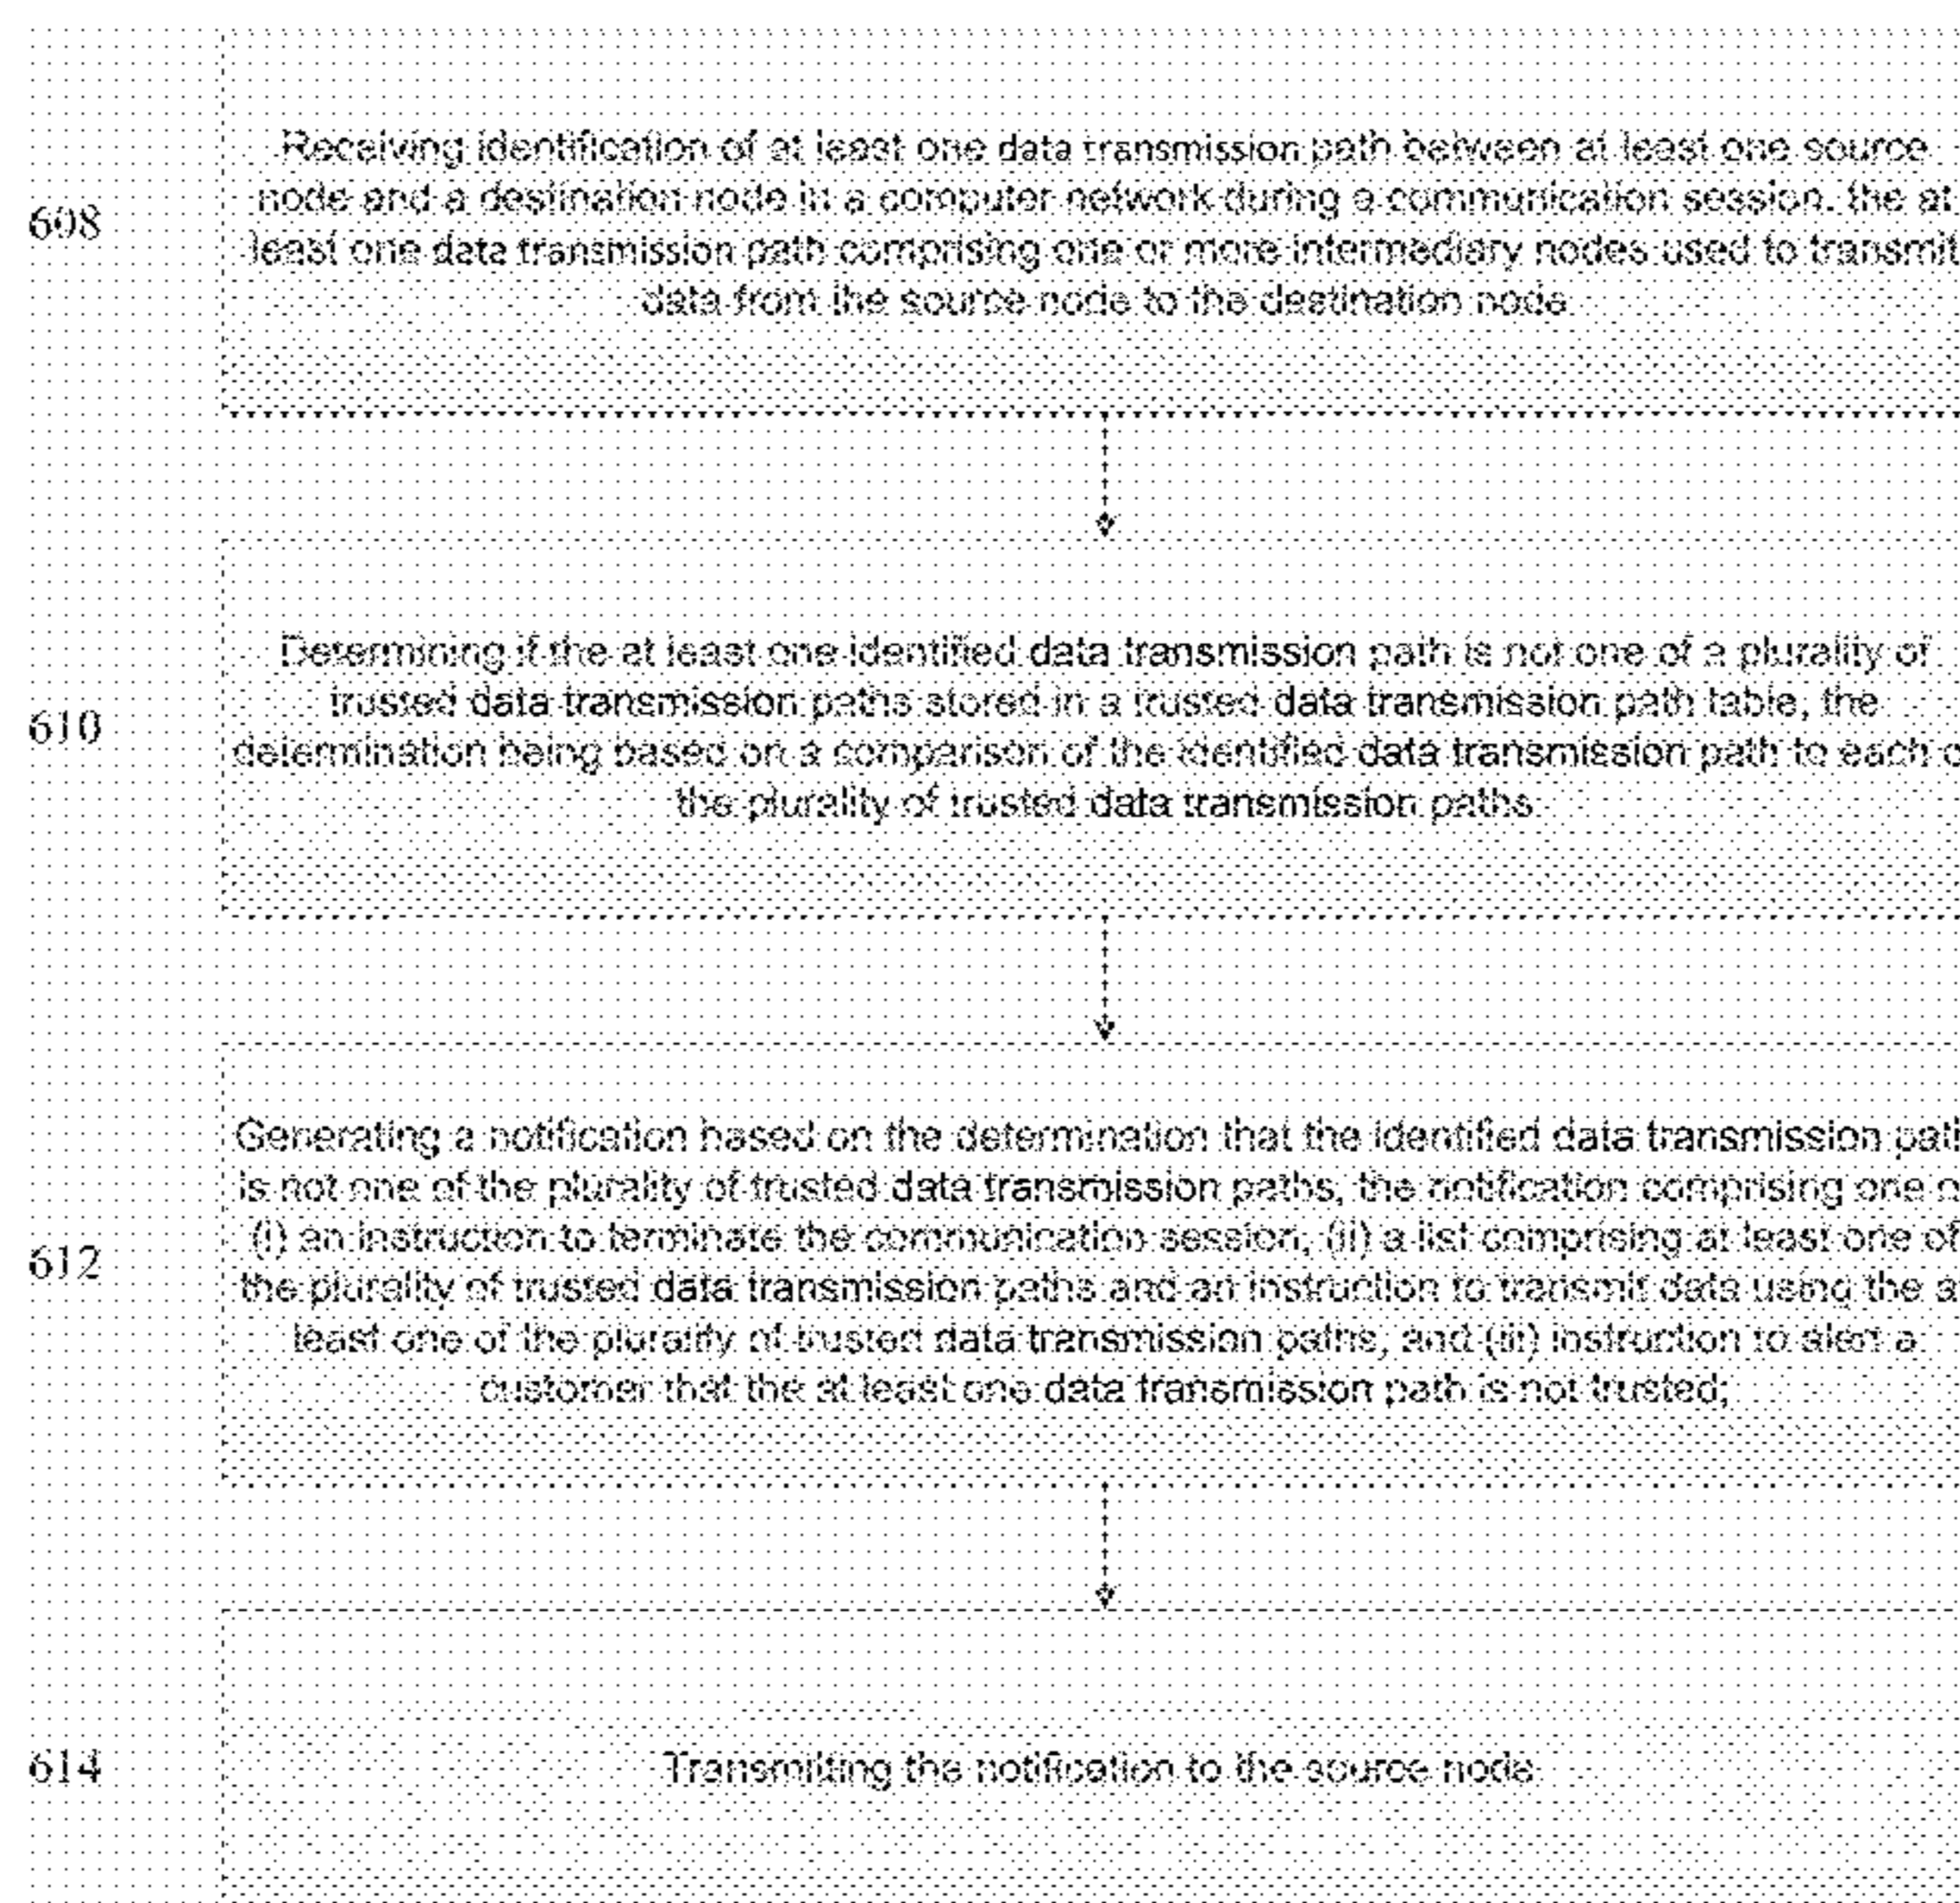 608
Receiving identification of at least one data transmission path between at least one source
node and a destination node in a computer network during a communication session, the at
least one data transmission path comprising one or more intermediary nodes used to transmit
data from the source node to the destination node
610
Determining if the at least one identified data transmission path is not one of a plurality of
trusted data transmission paths stored in a trusted data transmission path table, the
determination being based on a comparison of the identified data transmission path to each
the plurality of trusted data transmission paths
612
Generating a notification based on the determination that the identified data transmission
is not one of the plurality of trusted data transmission paths, the notification comprising one
(i) an instruction to terminate the communication session, (ii) a list comprising at least one of
the plurality of trusted data transmission paths and an instruction to transmit data using the
least one of the plurality of trusted data transmission paths, and (iii) instruction to alert a
customer that the at least one data transmission path is not trusted;
614
Transmitting the notification to the source node